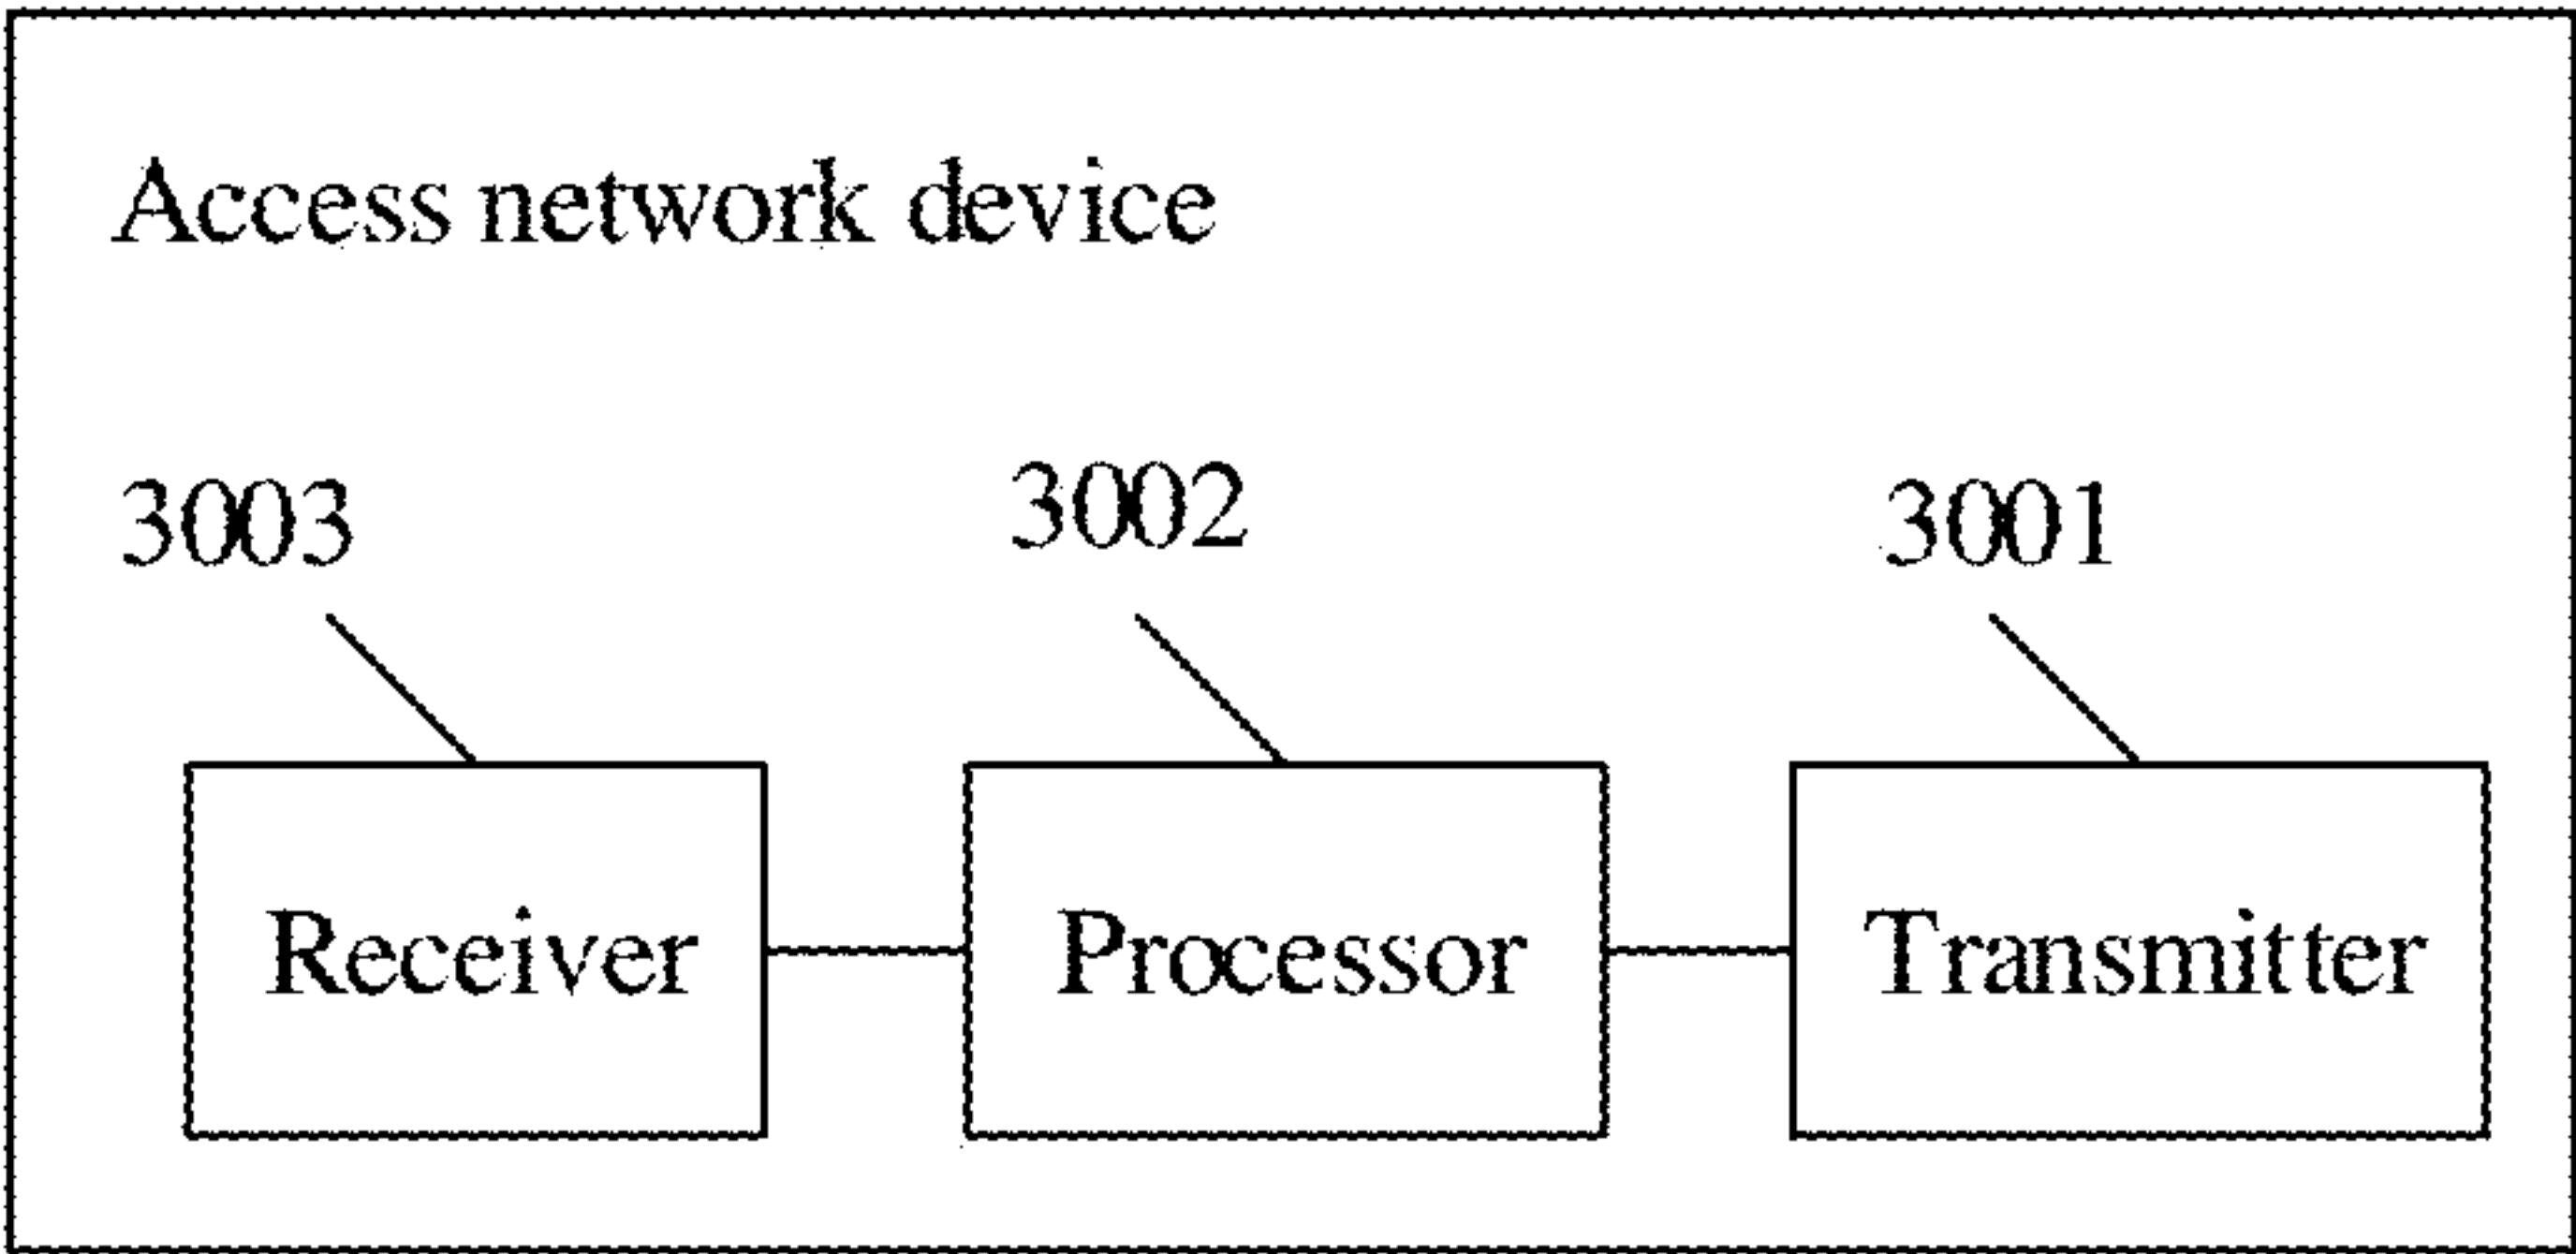 Access network device
3003
3002
3001
Receiver
Processor
Transmitter